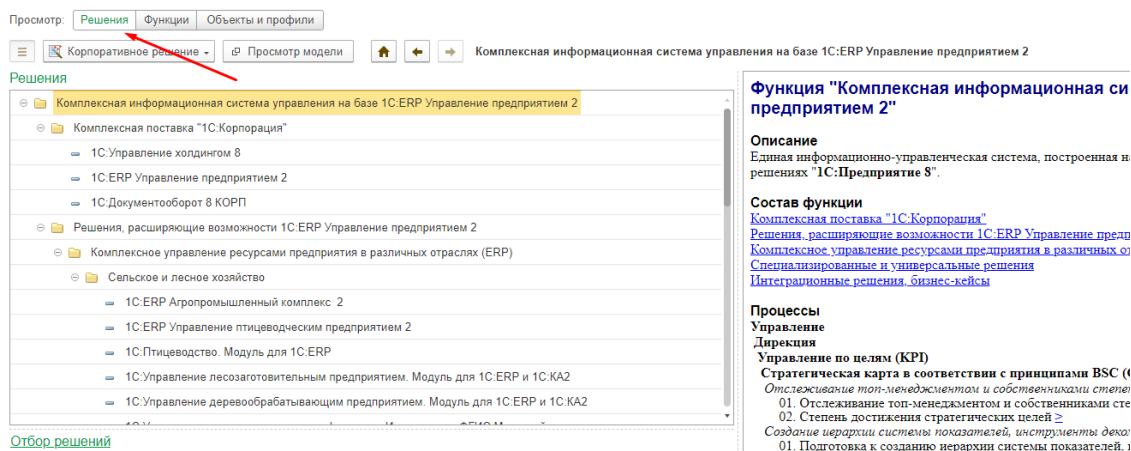 Просмотр: Решения Функции Объекты и профили
Корпоративное решение Просмотр модели Комплексная информационная система управления на базе 1С:ERP Управление предприятием 2
Решения
Комплексная информационная система управления на базе 1С:ERP Управление предприятием 2
Комплексная поставка "1С:Корпорация"
1С:Управление холдингом 8
1С:ERP Управление предприятием 2
1С:Документооборот 8 КОРП
Решения, расширяющие возможности 1С:ERP Управление предприятием 2
Комплексное управление ресурсами предприятия в различных отраслях (ERP)
Сельское и лесное хозяйство
1С:ERP Агропромышленный комплекс 2
1С:ERP Управление птицеводческим предприятием 2
1С:Птицеводство. Модуль для 1С:ERP
1С:Управление лесозаготовительным предприятием. Модуль для 1С:ERP и 1С:КА2
1С:Управление деревообрабатывающим предприятием. Модуль для 1С:ERP и 1С:КА2
Отбор решений
Функция "Комплексная информационная си
предприятием 2"
Описание
Единая информационно-управленческая система, построенная н
решениях "1С:Предприятие 8".
Состав функции
Комплексная поставка "1С:Корпорация"
Решения, расширяющие возможности 1С:ERP Управление предп
Комплексное управление ресурсами предприятия в различных от
Специализированные и универсальные решения
Интеграционные решения, бизнес-кейсы
Процессы
Управление
Дирекция
Управление по целям (KPI)
Стратегическая карта в соответствии с принципами BSC (
Отслеживание топ-менеджментом и собственниками степен
01. Отслеживание топ-менеджментом и собственниками сте
02. Степень достижения стратегических целей >
Создание иерархии системы показателей, инструменты деком
01. Подготовка к созданию иерархии системы показателей,